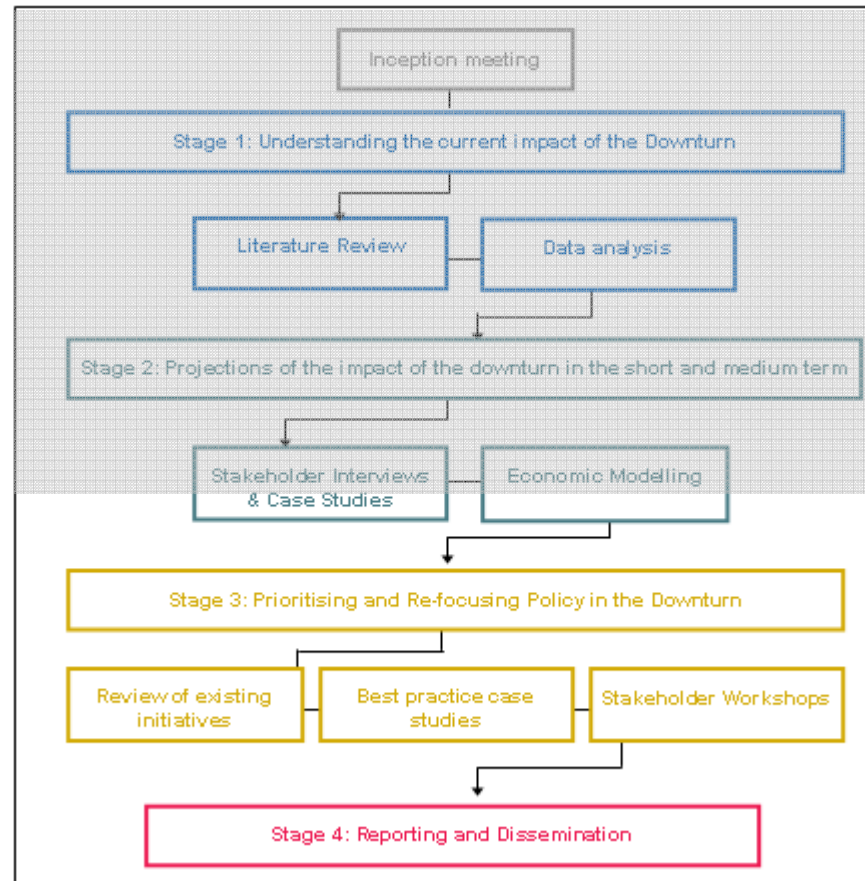 Inception meeting
Stage 1: Understanding the current impact of the Downturn
Literature Review
Data analysis
Stage 2: Projections of the impact of the downturn in the short and medium term
Stakeholder Interviews
& Case Studies
Economic Modelling
Stage 3: Prioritising and Re-focusing Policy in the Downturn
Review of existing
initiatives
Best practice case
studies
Stakeholder Workshops
Stage 4: Reporting and Dissemination